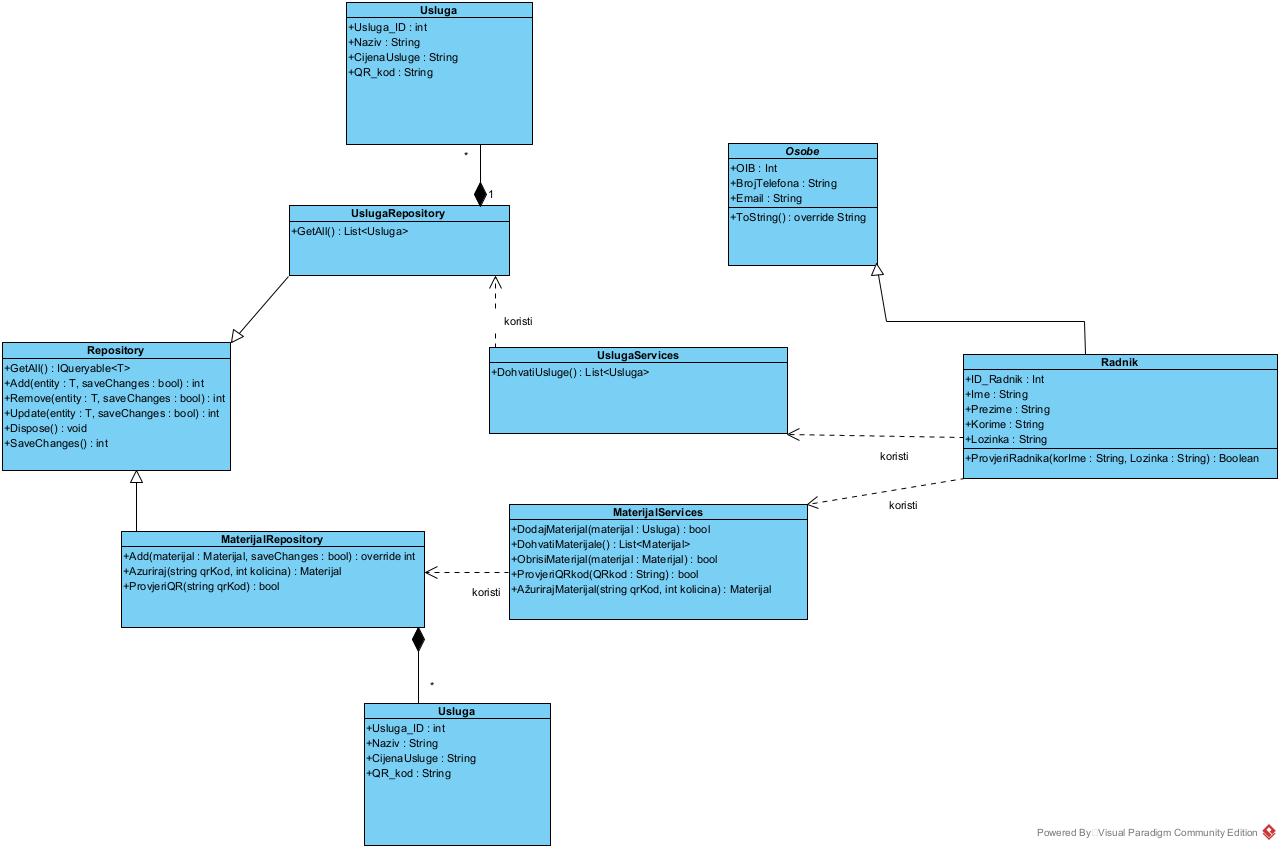 Usluga
+Usluga_ID : int
+Naziv : String
+CijenaUsluge : String
+QR_kod : String
*
1
UslugaRepository
+GetAll() : List<Usluga>
Osobe
+OIB : Int
+BrojTelefona : String
+Email : String
+ToString() : override String
koristi
Repository
+GetAll() : IQueryable<T>
+Add(entity : T, saveChanges : bool) : int
+Remove(entity : T, saveChanges : bool) : int
+Update(entity : T, saveChanges : bool) : int
+Dispose() : void
+SaveChanges() : int
UslugaServices
+DohvatiUsluge() : List<Usluga>
Radnik
+ID_Radnik : Int
+Ime : String
+Prezime : String
+Korime : String
+Lozinka : String
+ProvjeriRadnika(korIme : String, Lozinka : String) : Boolean
koristi
koristi
MaterijalServices
+DodajMaterijal(materijal : Usluga) : bool
+DohvatiMaterijale() : List<Materijal>
+ObrisiMaterijal(materijal : Materijal) : bool
+ProvjeriQRkod(QRkod : String) : bool
+AžurirajMaterijal(string qrKod, int kolicina) : Materijal
MaterijalRepository
+Add(materijal : Materijal, saveChanges : bool) : override int
+Azuriraj(string qrKod, int kolicina) : Materijal
+ProvjeriQR(string qrKod) : bool
koristi
*
Usluga
+Usluga_ID : int
+Naziv : String
+CijenaUsluge : String
+QR_kod : String
Powered By Visual Paradigm Community Edition